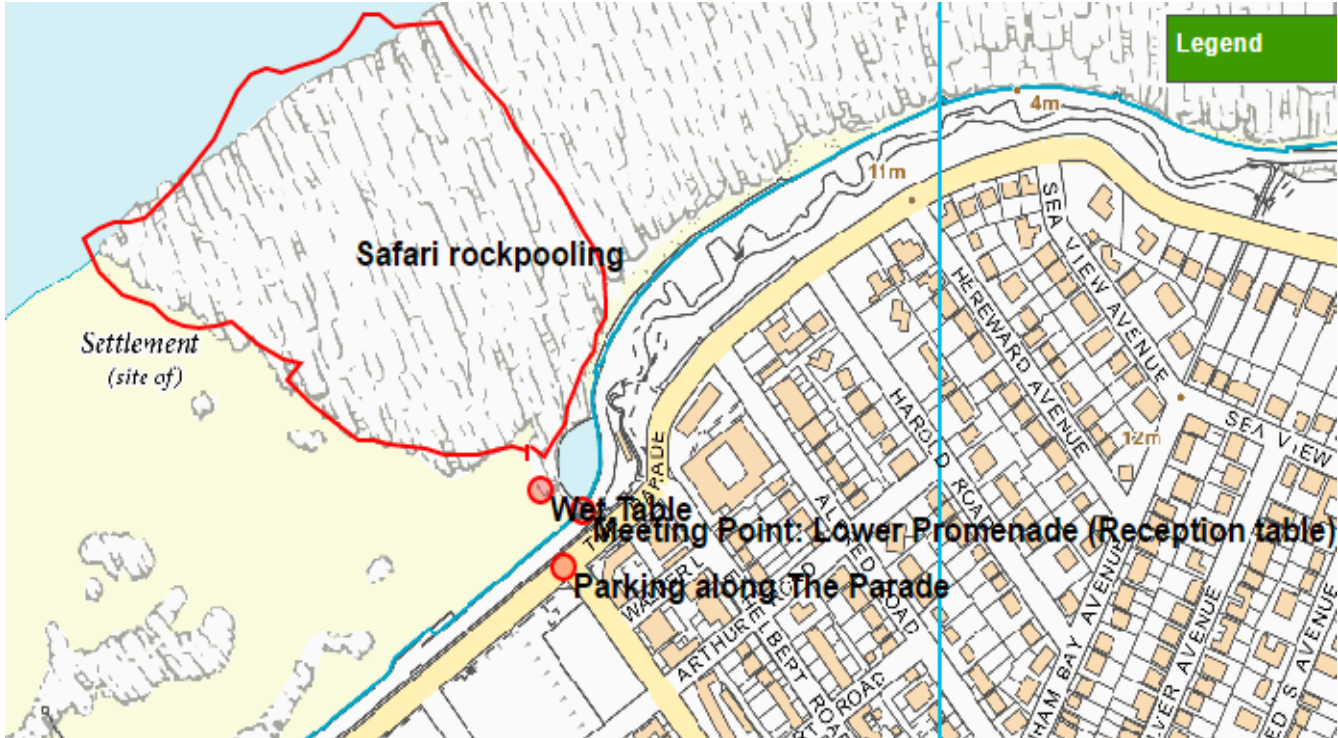 Legend
4m
11m
Safari rockpooling
SEA VIEW AVENUE
HEREWARD AVENUE
Settlement
(site of)
HAROLD ROAD
12m
SEA VIEW
Wet Table
Meeting Point: Lower Promenade (Reception table)
Parking along The Parade
ARTHUR ROAD
ROAD
AVENUE
AVENUE
AVENUE